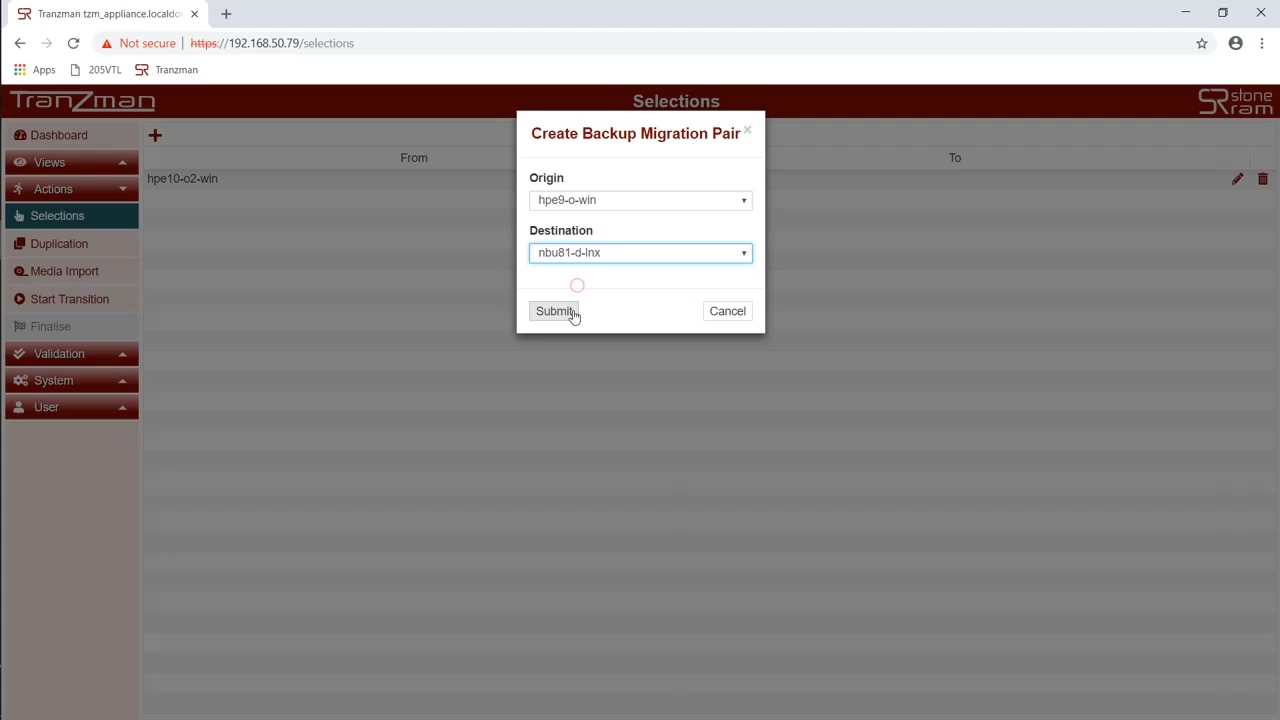 Tranzman tzm_appliance.localdo
Not secure | https://192.168.50.79/selections
Apps 205VTL Tranzman
TranZman Selections SR stone ram
Dashboard
Views
Actions
Selections
Duplication
Media Import
Start Transition
Finalise
Validation
System
User
From To
hpe10-o2-win
Create Backup Migration Pair
Origin
hpe9-o-win
Destination
nbu81-d-lnx
Submit Cancel